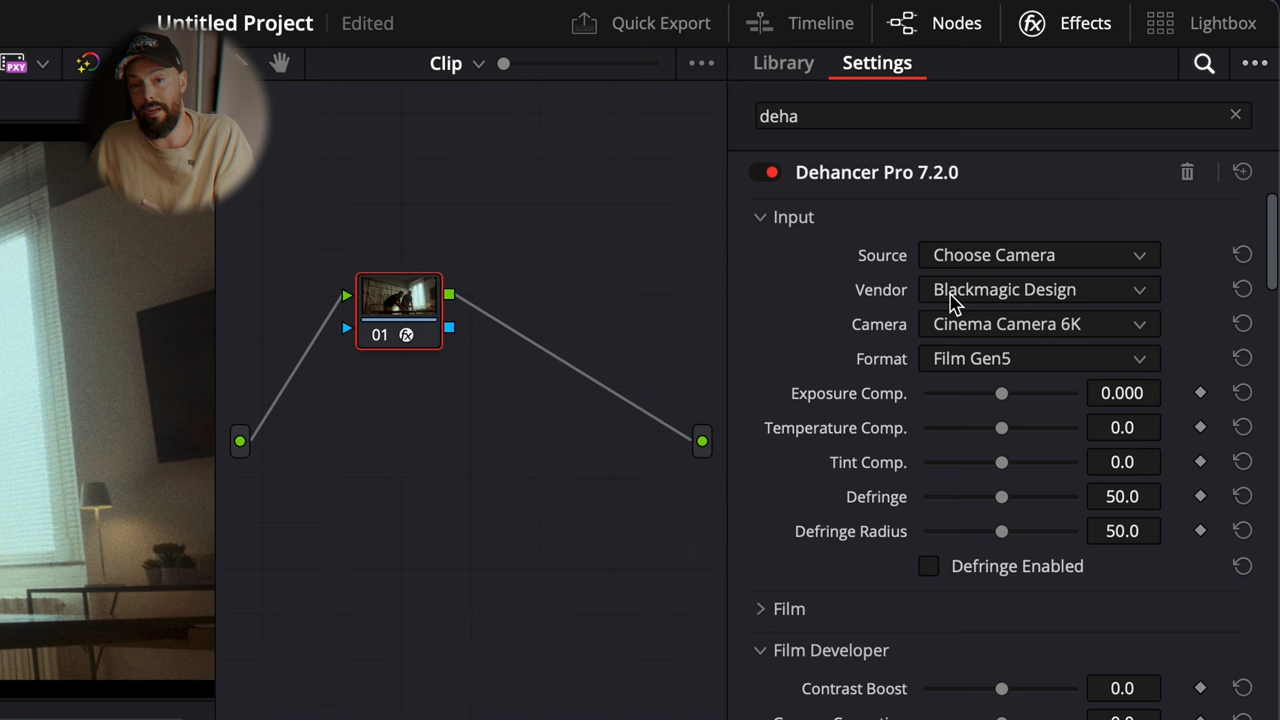 Untitled Project Edited Quick Export Timeline Nodes fx Effects Lightbox
PXY Clip Library Settings
deha
Dehancer Pro 7.2.0
Input
Source Choose Camera
Vendor Blackmagic Design
Camera Cinema Camera 6K
Format Film Gen5
Exposure Comp. 0.000
Temperature Comp. 0.0
Tint Comp. 0.0
01 fx
Defringe 50.0
Defringe Radius 50.0
Defringe Enabled
Film
Film Developer
Contrast Boost 0.0